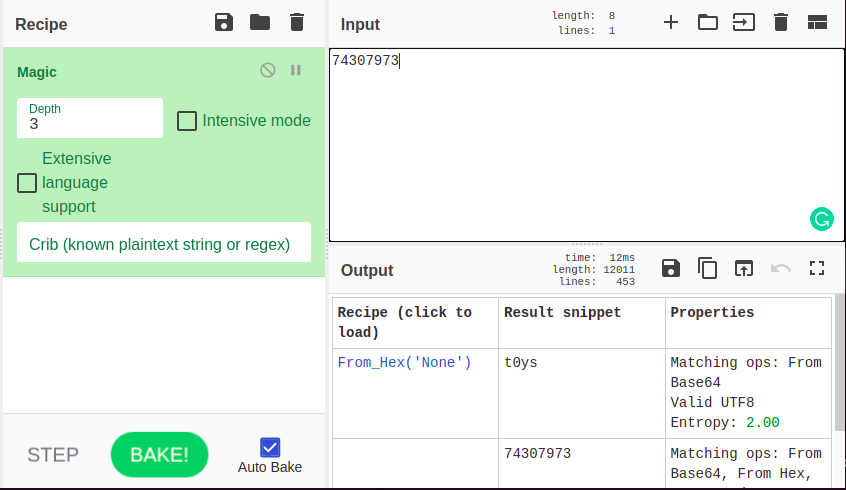 Recipe
Magic
Depth
3
Intensive mode
Extensive
language
support
Crib (known plaintext string or regex)
STEP
BAKE!
Auto Bake
Input
length: 8
lines: 1
74307973
Output
time: 12ms
length: 12011
lines: 453
Recipe (click to
load)
Result snippet
Properties
From_Hex('None')
t0ys
Matching ops: From
Base64
Valid UTF8
Entropy: 2.00
74307973
Matching ops: From
Base64, From Hex,